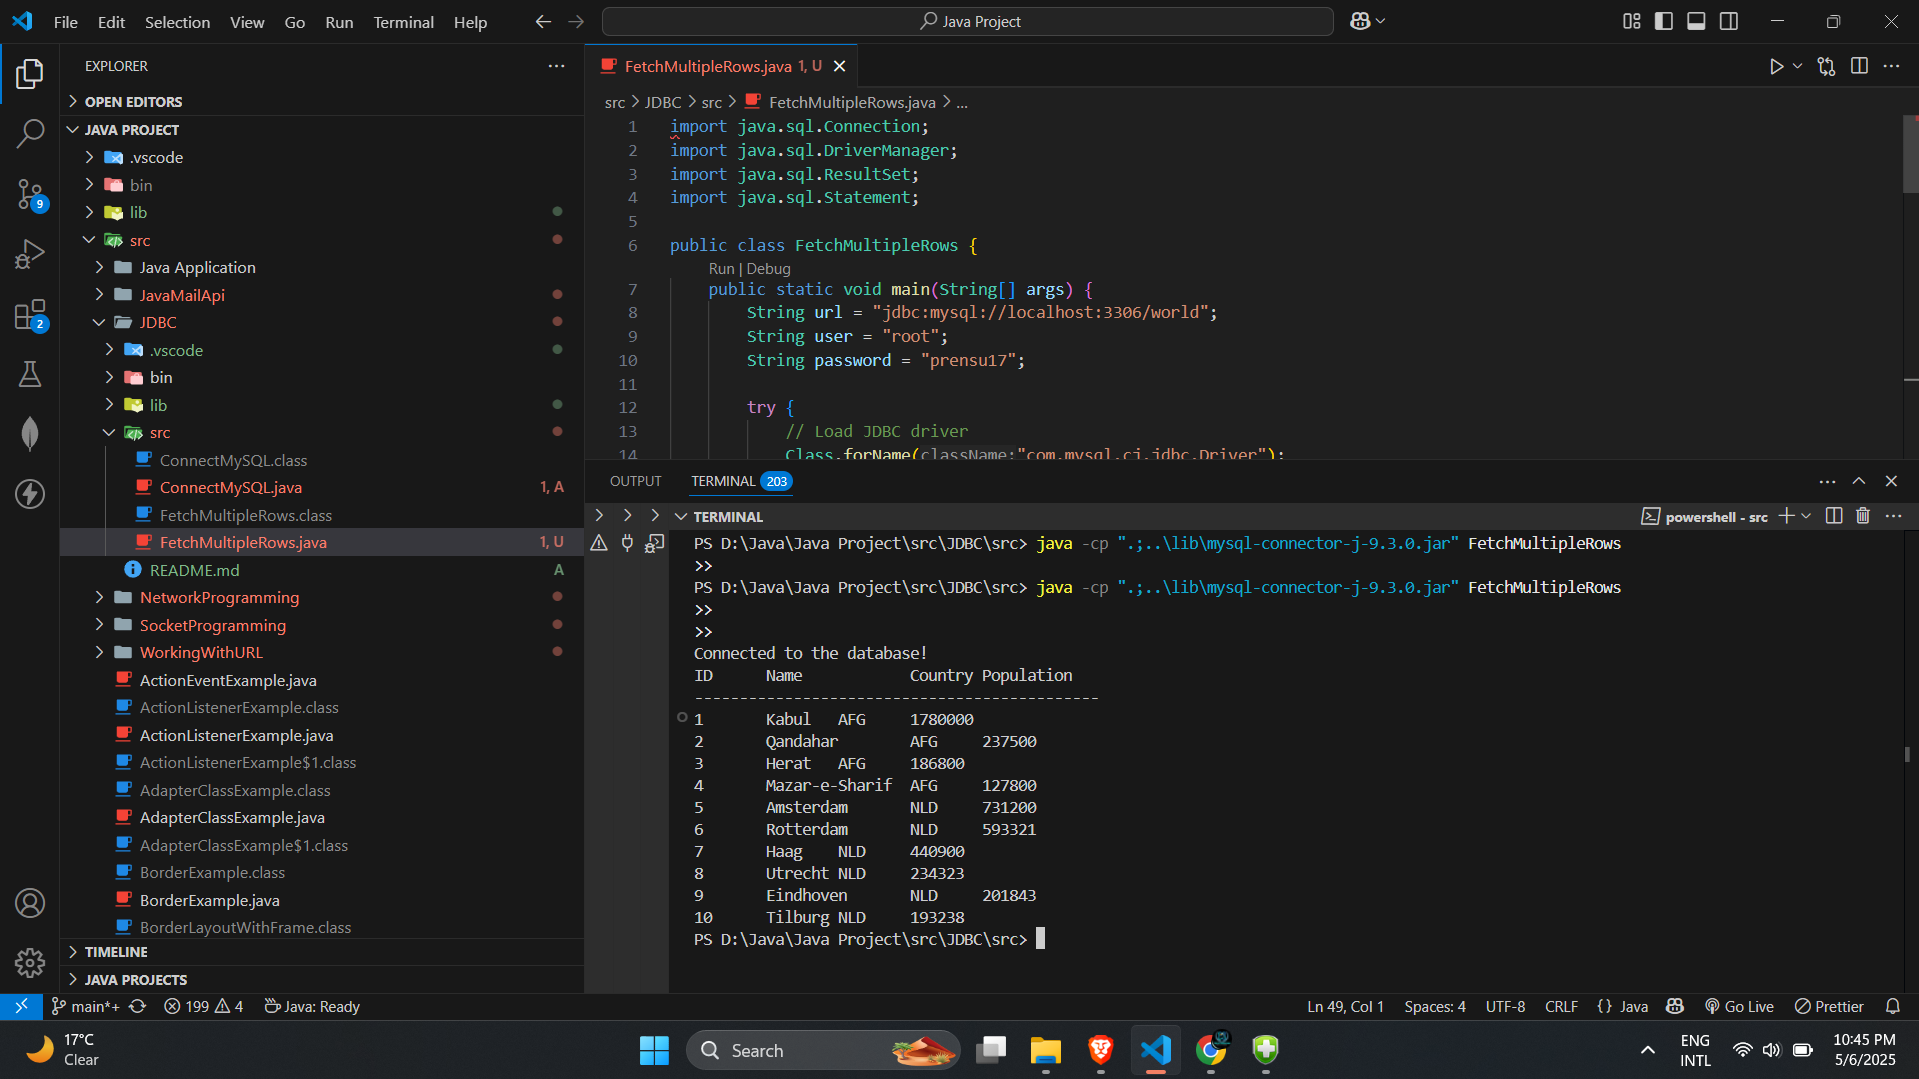 File Edit Selection View Go Run Terminal Help
Java Project
EXPLORER
OPEN EDITORS
JAVA PROJECT
.vscode
bin
lib
src
Java Application
JavaMailApi
JDBC
.vscode
bin
lib
src
ConnectMySQL.class
ConnectMySQL.java 1, A
FetchMultipleRows.class
FetchMultipleRows.java 1, U
README.md A
NetworkProgramming
SocketProgramming
WorkingWithURL
ActionEventExample.java
ActionListenerExample.class
ActionListenerExample.java
ActionListenerExample$1.class
AdapterClassExample.class
AdapterClassExample.java
AdapterClassExample$1.class
BorderExample.class
BorderExample.java
BorderLayoutWithFrame.class
TIMELINE
JAVA PROJECTS
9
2
FetchMultipleRows.java 1, U
src > JDBC > src > FetchMultipleRows.java > ...
1 import java.sql.Connection;
2 import java.sql.DriverManager;
3 import java.sql.ResultSet;
4 import java.sql.Statement;
5
6 public class FetchMultipleRows {
Run | Debug
7 public static void main(String[] args) {
8 String url = "jdbc:mysql://localhost:3306/world";
9 String user = "root";
10 String password = "prensu17";
11
12 try {
13 // Load JDBC driver
14 Class.forName(className:"com.mysql.cj.jdbc.Driver");
OUTPUT TERMINAL 203
TERMINAL
powershell - src
PS D:\Java\Java Project\src\JDBC\src> java -cp ".;..\lib\mysql-connector-j-9.3.0.jar" FetchMultipleRows
>>
PS D:\Java\Java Project\src\JDBC\src> java -cp ".;..\lib\mysql-connector-j-9.3.0.jar" FetchMultipleRows
>>
>>
Connected to the database!
ID Name Country Population
---------------------------------------------
1 Kabul AFG 1780000
2 Qandahar AFG 237500
3 Herat AFG 186800
4 Mazar-e-Sharif AFG 127800
5 Amsterdam NLD 731200
6 Rotterdam NLD 593321
7 Haag NLD 440900
8 Utrecht NLD 234323
9 Eindhoven NLD 201843
10 Tilburg NLD 193238
PS D:\Java\Java Project\src\JDBC\src>
main*+ 199 4 Java: Ready
Ln 49, Col 1 Spaces: 4 UTF-8 CRLF {} Java Go Live Prettier
17°C
Clear
Search
ENG
INTL
10:45 PM
5/6/2025